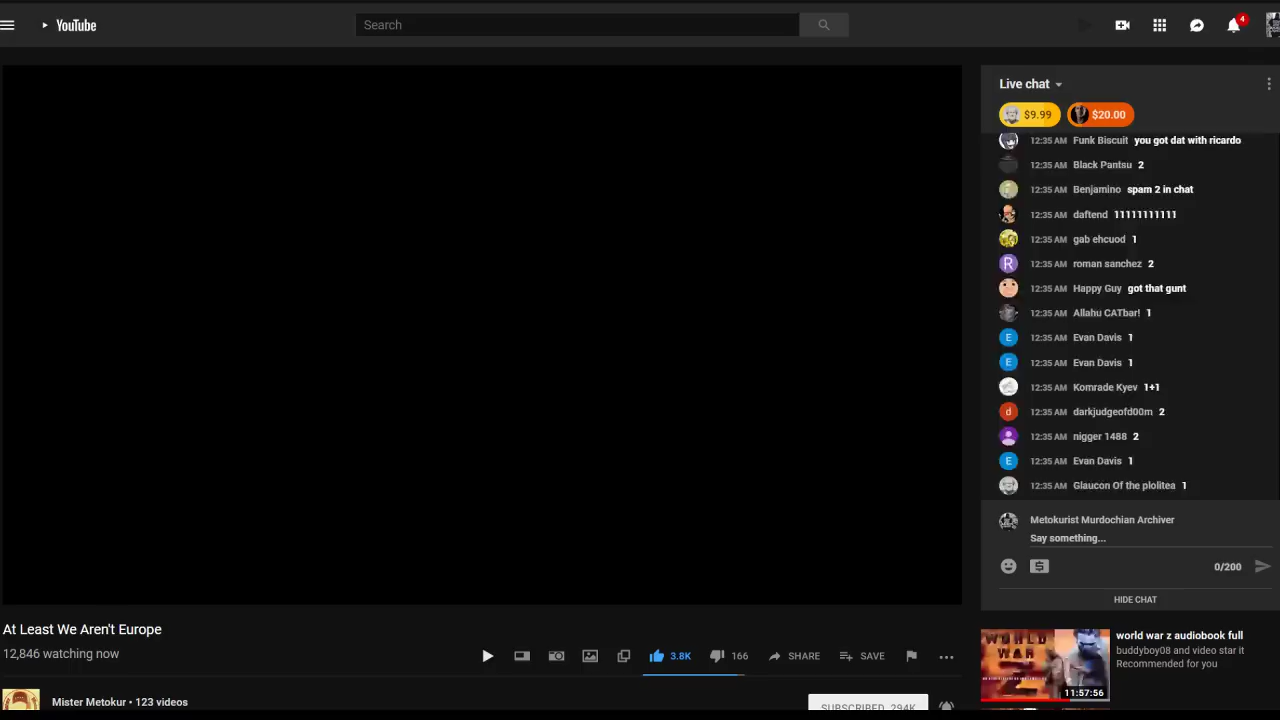 YouTube
Search
4
Live chat
$9.99 $20.00
12:35 AM Funk Biscuit you got dat with ricardo
12:35 AM Black Pantsu 2
12:35 AM Benjamino spam 2 in chat
12:35 AM daftend 11111111111
12:35 AM gab ehcuod 1
R 12:35 AM roman sanchez 2
12:35 AM Happy Guy got that gunt
12:35 AM Allahu CATbar! 1
E 12:35 AM Evan Davis 1
E 12:35 AM Evan Davis 1
12:35 AM Komrade Kyev 1+1
d 12:35 AM darkjudgeofd00m 2
12:35 AM nigger 1488 2
E 12:35 AM Evan Davis 1
12:35 AM Glaucon Of the plolitea 1
Metokurist Murdochian Archiver
Say something...
0/200
HIDE CHAT
At Least We Aren't Europe
12,846 watching now
3.8K 166 SHARE SAVE
Mister Metokur • 123 videos
SUBSCRIBED 294K
WORLD
WAR
Z
11:57:56
world war z audiobook full
buddyboy08 and video star it
Recommended for you